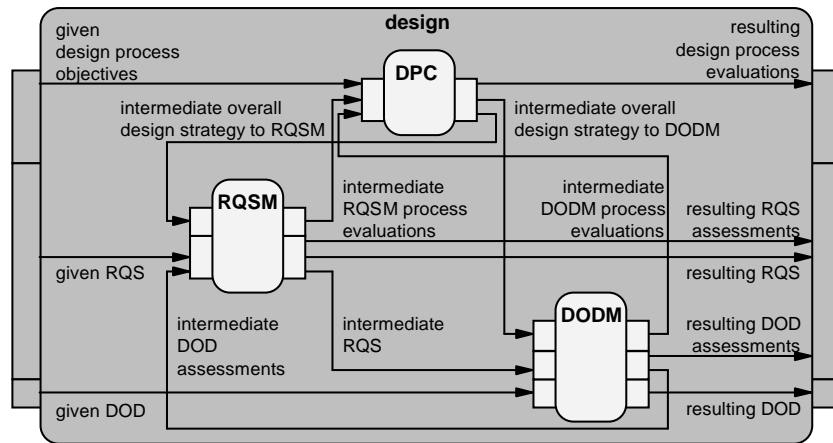 design
given
design process
objectives
resulting
design process
evaluations
DPC
intermediate overall
design strategy to RQSM
intermediate overall
design strategy to DODM
RQSM
intermediate
RQSM process
evaluations
intermediate
DODM process
evaluations
resulting RQS
assessments
given RQS
resulting RQS
intermediate
DOD
assessments
intermediate
RQS
DODM
resulting DOD
assessments
given DOD
resulting DOD